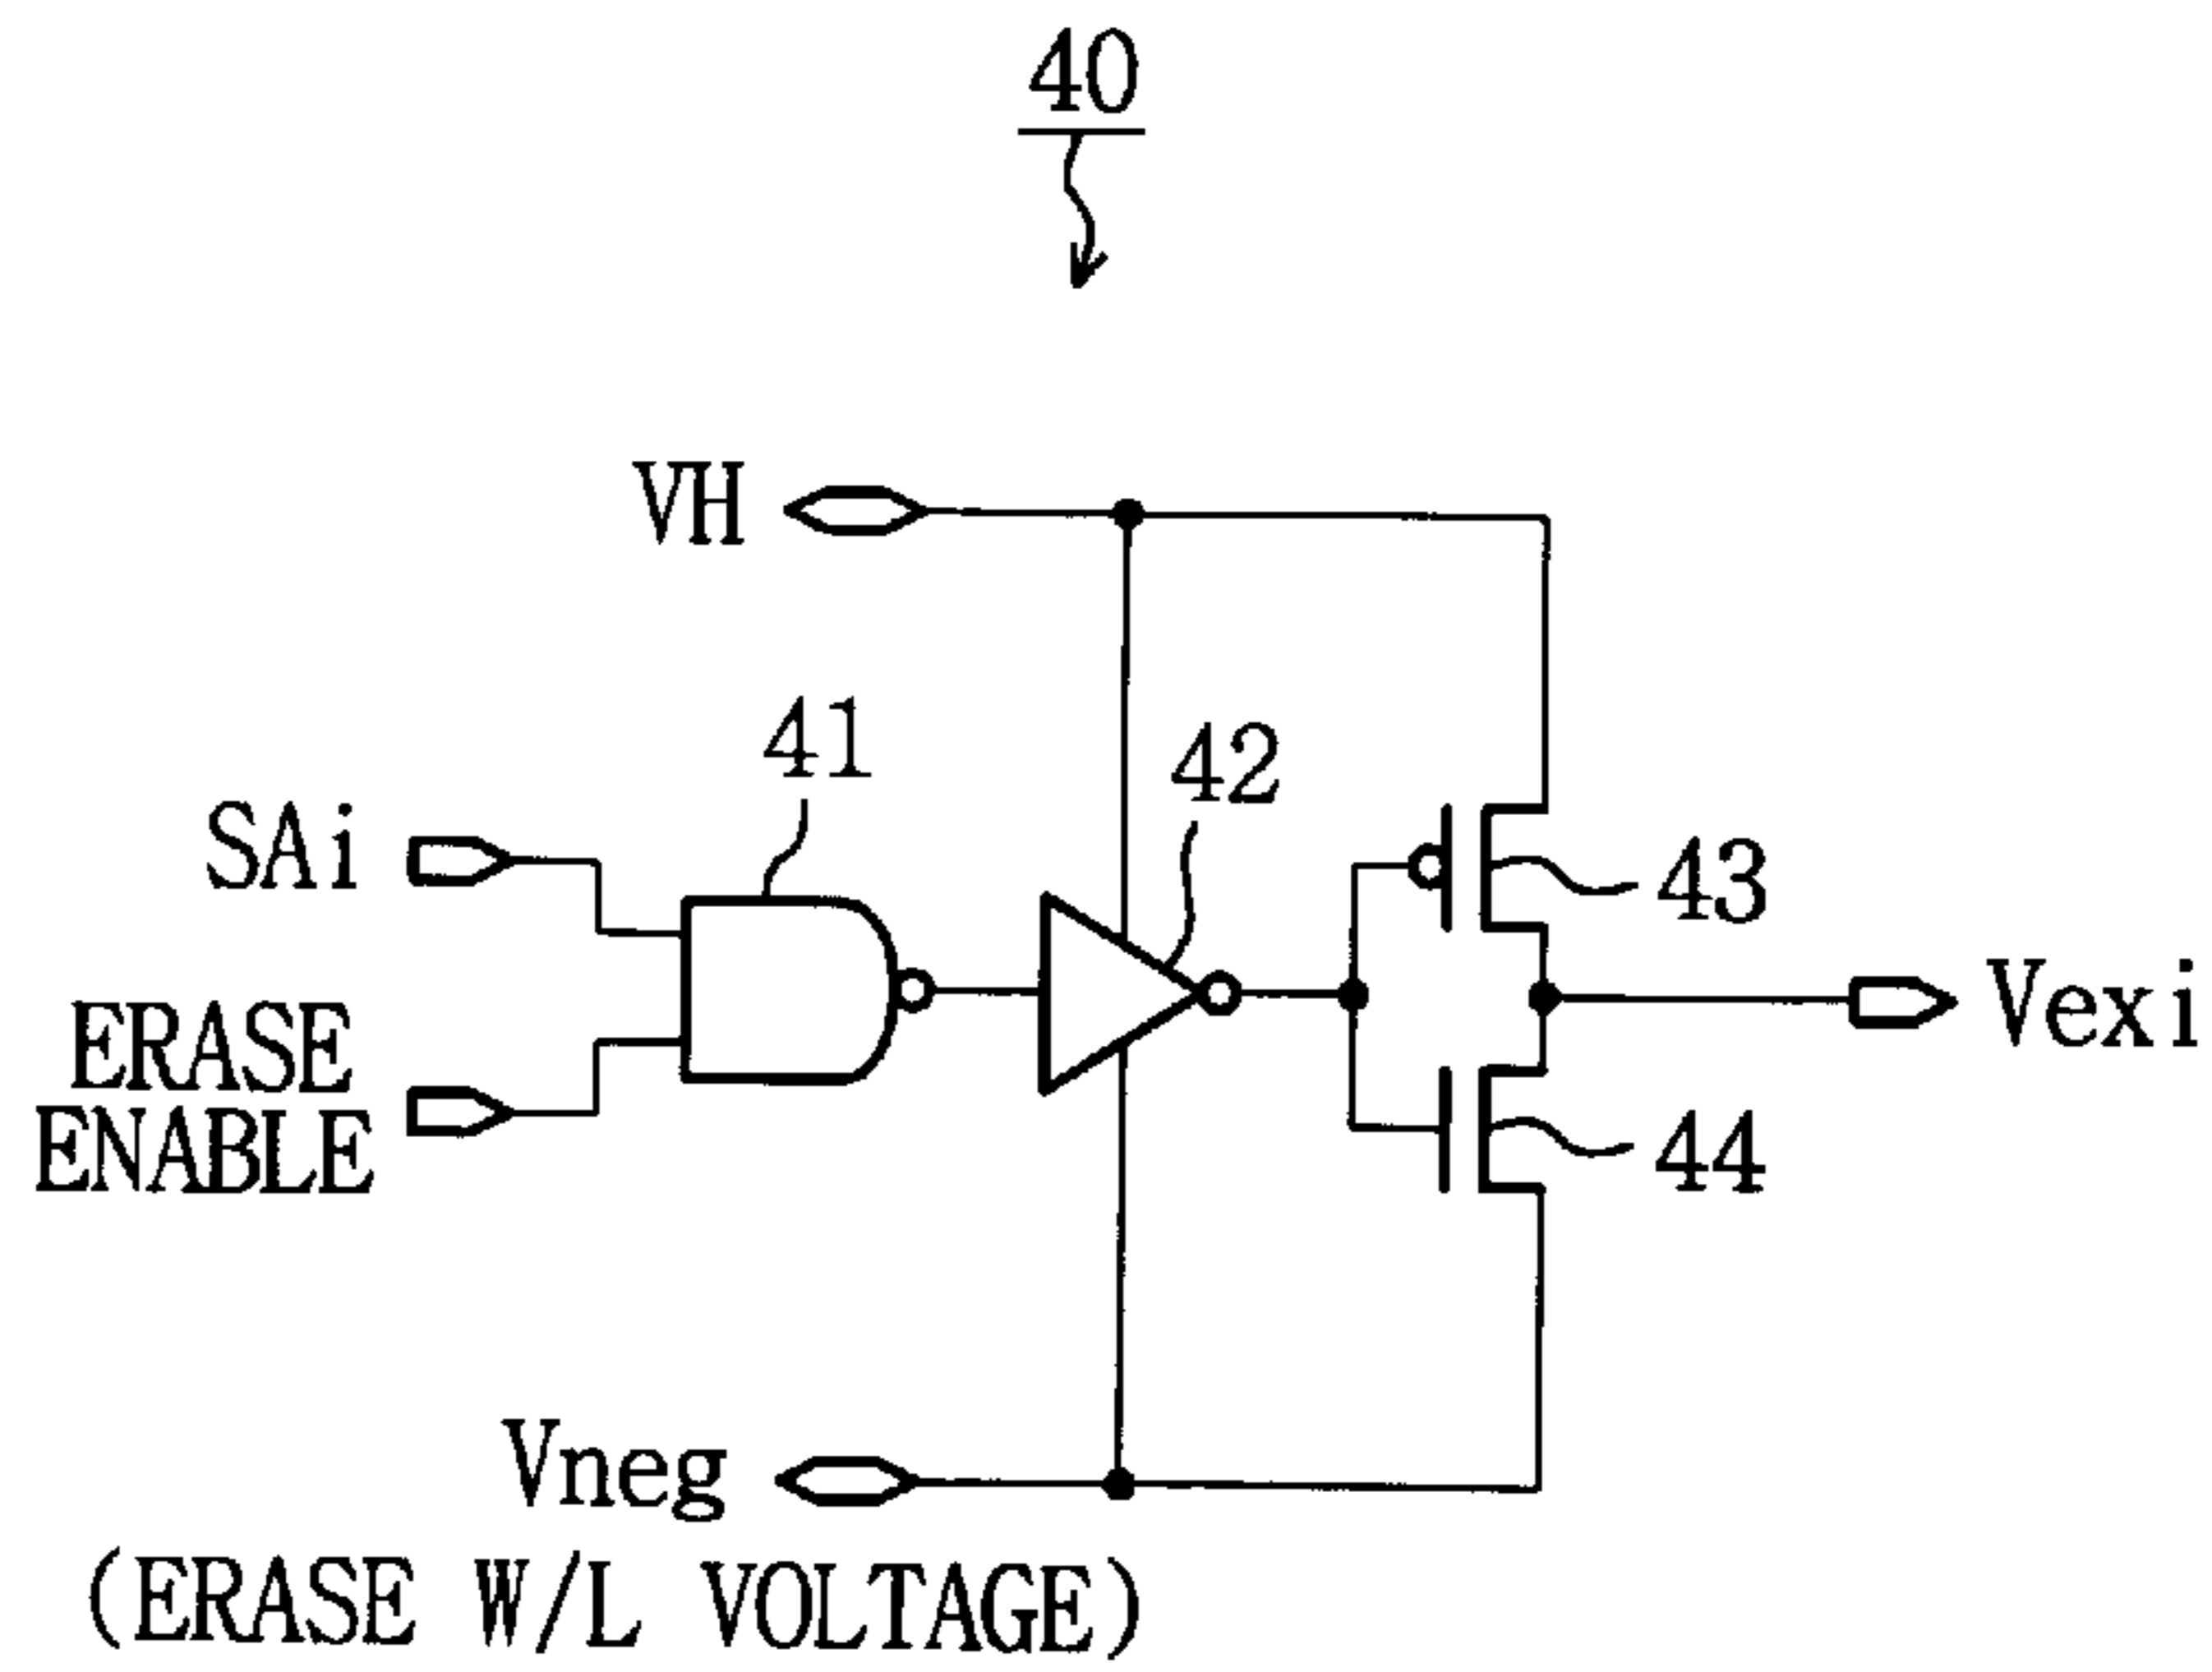 40
VH
41
42
SAi
43
Vexi
ERASE
ENABLE
44
Vneg
(ERASE W/L VOLTAGE)